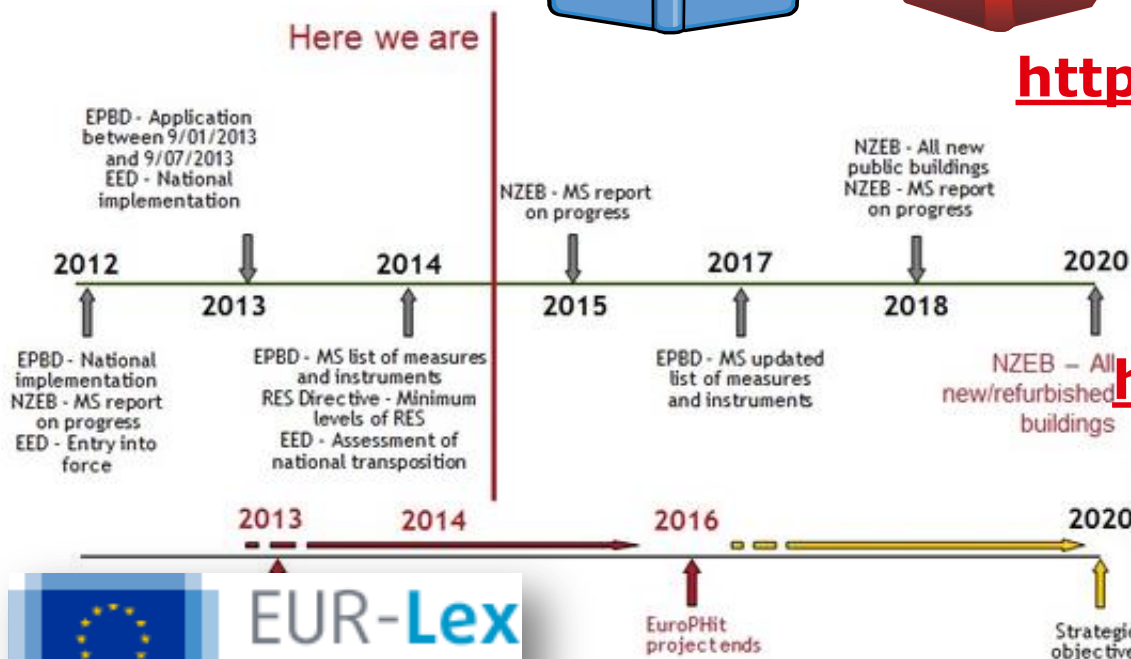 Here we are
http
EPBD - Application
between 9/01/2013
and 9/07/2013
EED - National
implementation
NZEB - MS report
on progress
NZEB - All new
public buildings
NZEB - MS report
on progress
2012
2014
2017
2020
2013
2015
2018
EPBD - National
implementation
NZEB - MS report
on progress
EED - Entry into
force
EPBD - MS list of measures
and instruments
RES Directive - Minimum
levels of RES
EED - Assessment of
national transposition
EPBD - MS updated
list of measures
and instruments
NZEB – All
new/refurbished
buildings
h
2013
2014
2016
2020
EUR-Lex
EuroPHit
project ends
Strategic
objective